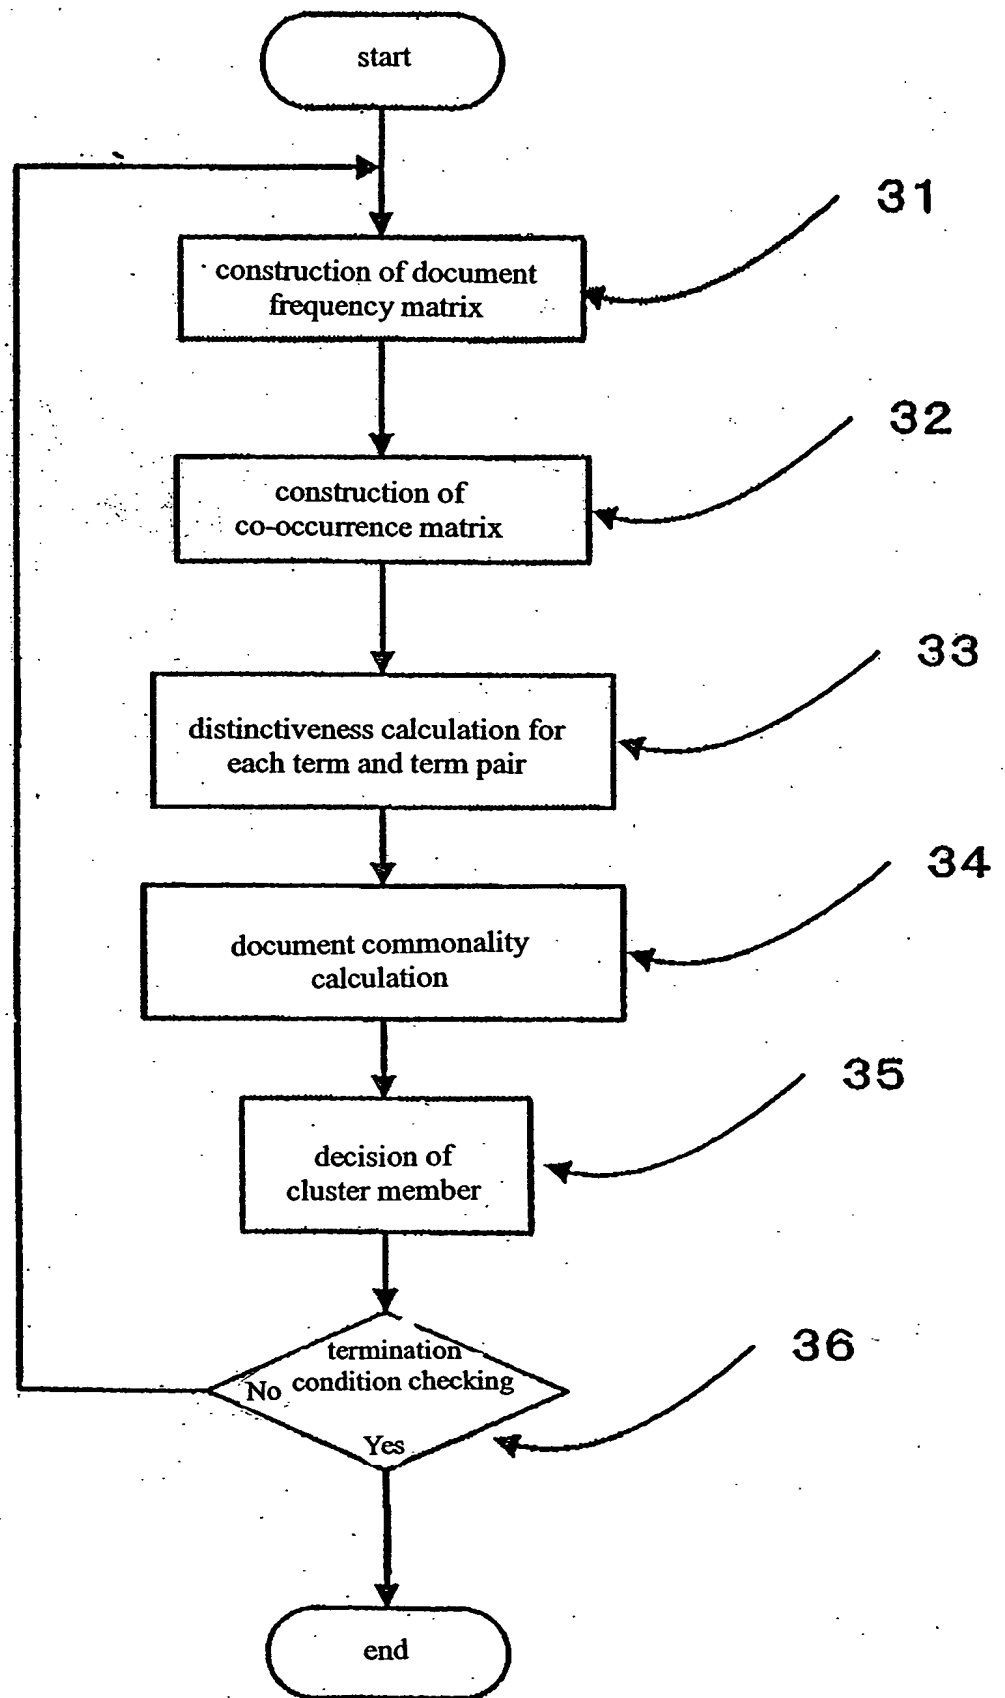 start
31
construction of document
frequency matrix
32
construction of
co-occurrence matrix
33
distinctiveness calculation for
each term and term pair
34
document commonality
calculation
35
decision of
cluster member
36
termination
condition checking
No
Yes
end